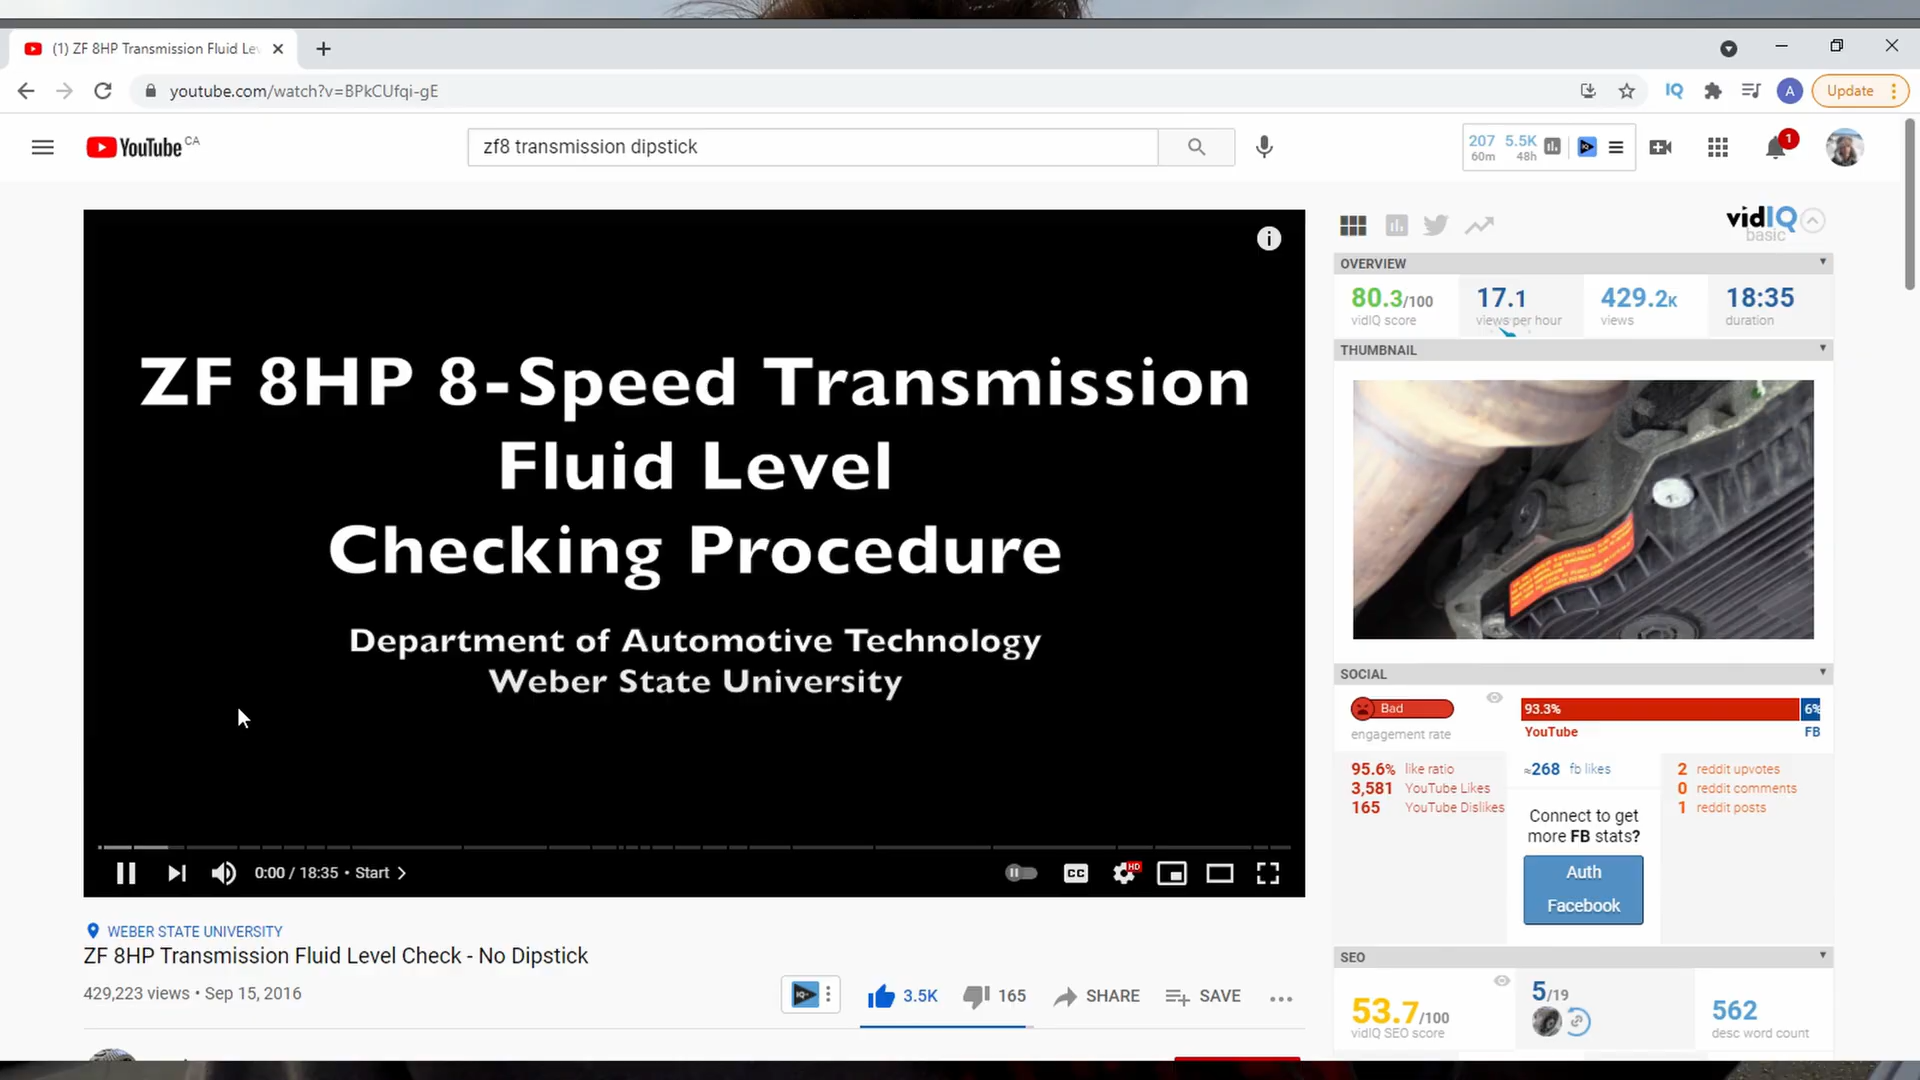 (1) ZF 8HP Transmission Fluid Le
youtube.com/watch?v=BPkCUfqi-gE
IQ
A
Update
YouTube CA
zf8 transmission dipstick
207 5.5K
60m 48h
1
vidIQ
basic
OVERVIEW
80.3/100 17.1 429.2K 18:35
vidIQ score views per hour views duration
THUMBNAIL
ZF 8HP 8-Speed Transmission
Fluid Level
Checking Procedure
Department of Automotive Technology
Weber State University
0:00 / 18:35 • Start
CC
HD
SOCIAL
Bad
engagement rate
93.3% 6%
YouTube FB
95.6% like ratio
3,581 YouTube Likes
165 YouTube Dislikes
≈268 fb likes
2 reddit upvotes
0 reddit comments
1 reddit posts
Connect to get
more FB stats?
Auth
Facebook
WEBER STATE UNIVERSITY
ZF 8HP Transmission Fluid Level Check - No Dipstick
429,223 views • Sep 15, 2016
3.5K 165 SHARE SAVE
SEO
53.7/100
vidIQ SEO score
5/19
562
desc word count